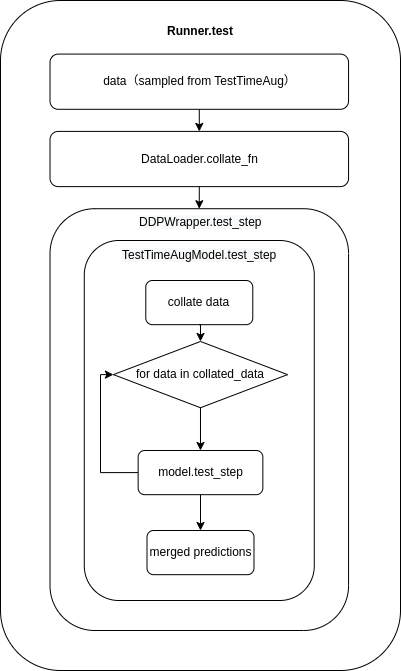 Runner.test
data（sampled from TestTimeAug）
DataLoader.collate_fn
DDPWrapper.test_step
TestTimeAugModel.test_step
collate data
for data in collated_data
model.test_step
merged predictions